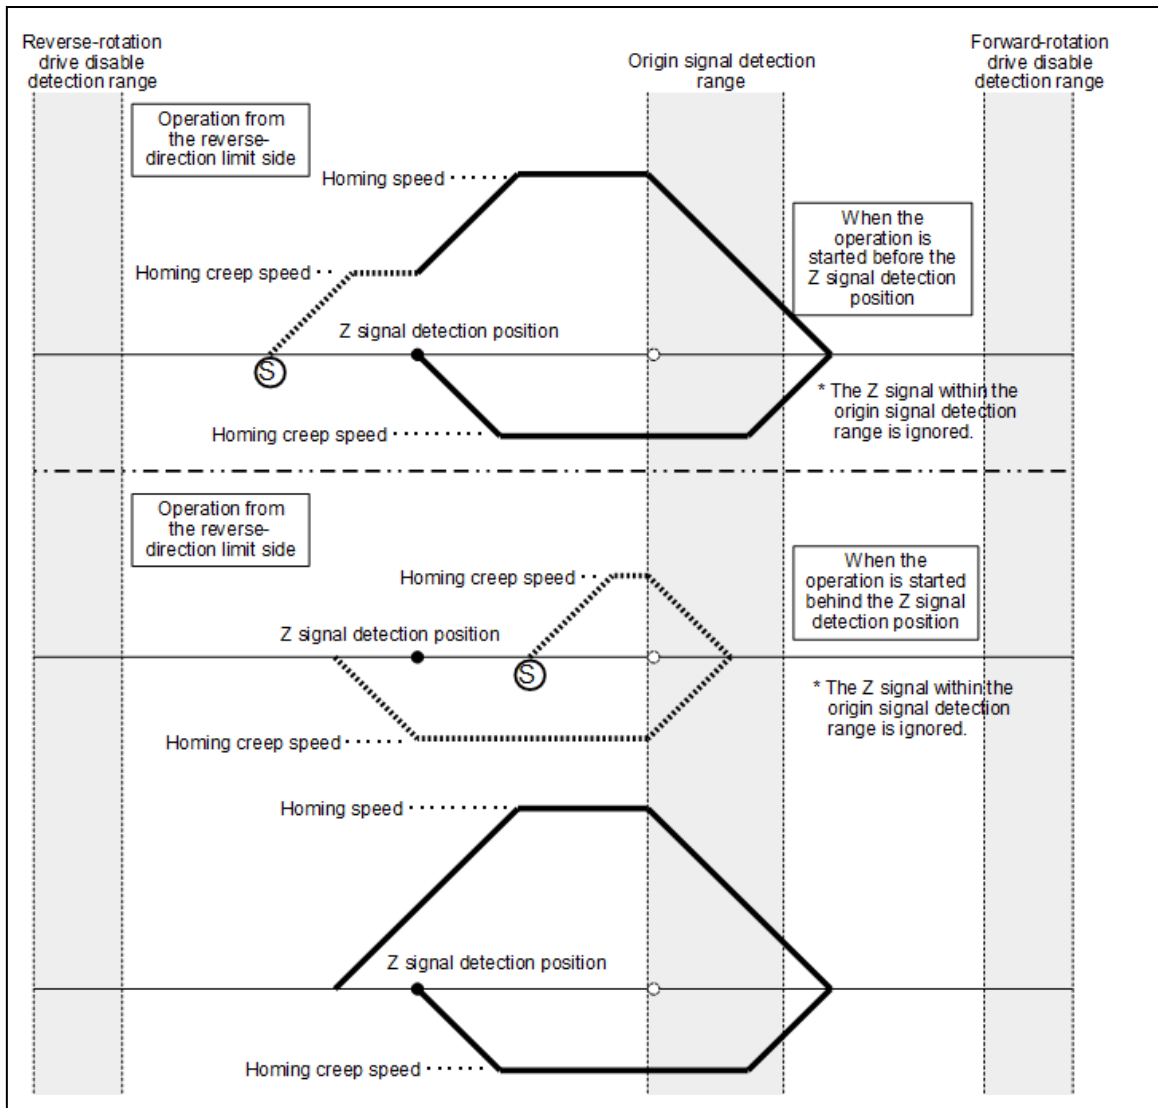 Reverse-rotation
drive disable
detection range
Origin signal detection
range
Forward-rotation
drive disable
detection range
Operation from
the reverse-
direction limit side
Homing speed
When the
operation is
started before the
Z signal detection
position
Homing creep speed
Z signal detection position
S
* The Z signal within the
origin signal detection
range is ignored.
Homing creep speed
Operation from
the reverse-
direction limit side
When the
operation is started
behind the Z signal
detection position
Homing creep speed
Z signal detection position
S
* The Z signal within the
origin signal detection
range is ignored.
Homing creep speed
Homing speed
Z signal detection position
Homing creep speed